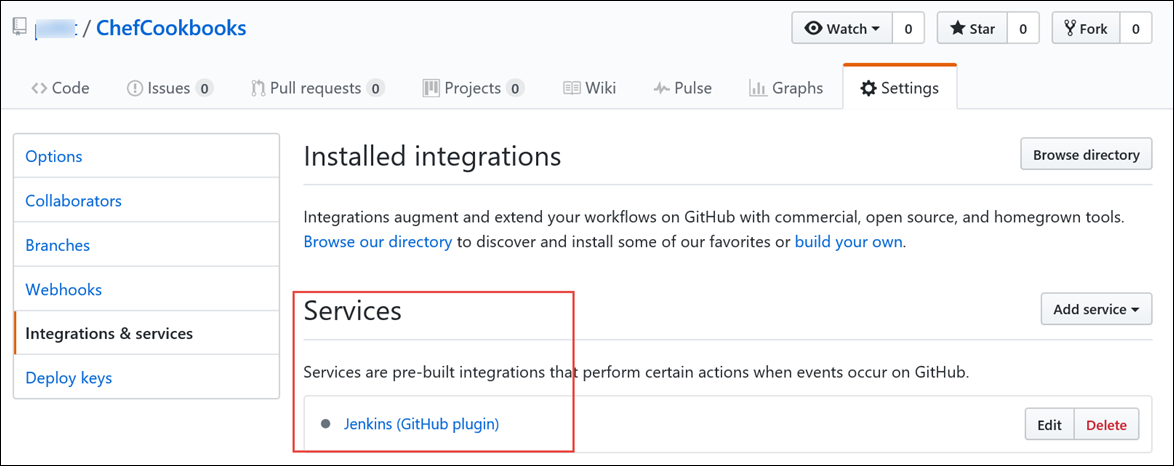 / ChefCookbooks
Watch 0 Star 0 Fork 0
Code Issues 0 Pull requests 0 Projects 0 Wiki Pulse Graphs Settings
Options
Collaborators
Branches
Webhooks
Integrations & services
Deploy keys
Installed integrations
Browse directory
Integrations augment and extend your workflows on GitHub with commercial, open source, and homegrown tools.
Browse our directory to discover and install some of our favorites or build your own.
Services
Add service
Services are pre-built integrations that perform certain actions when events occur on GitHub.
Jenkins (GitHub plugin)
Edit Delete